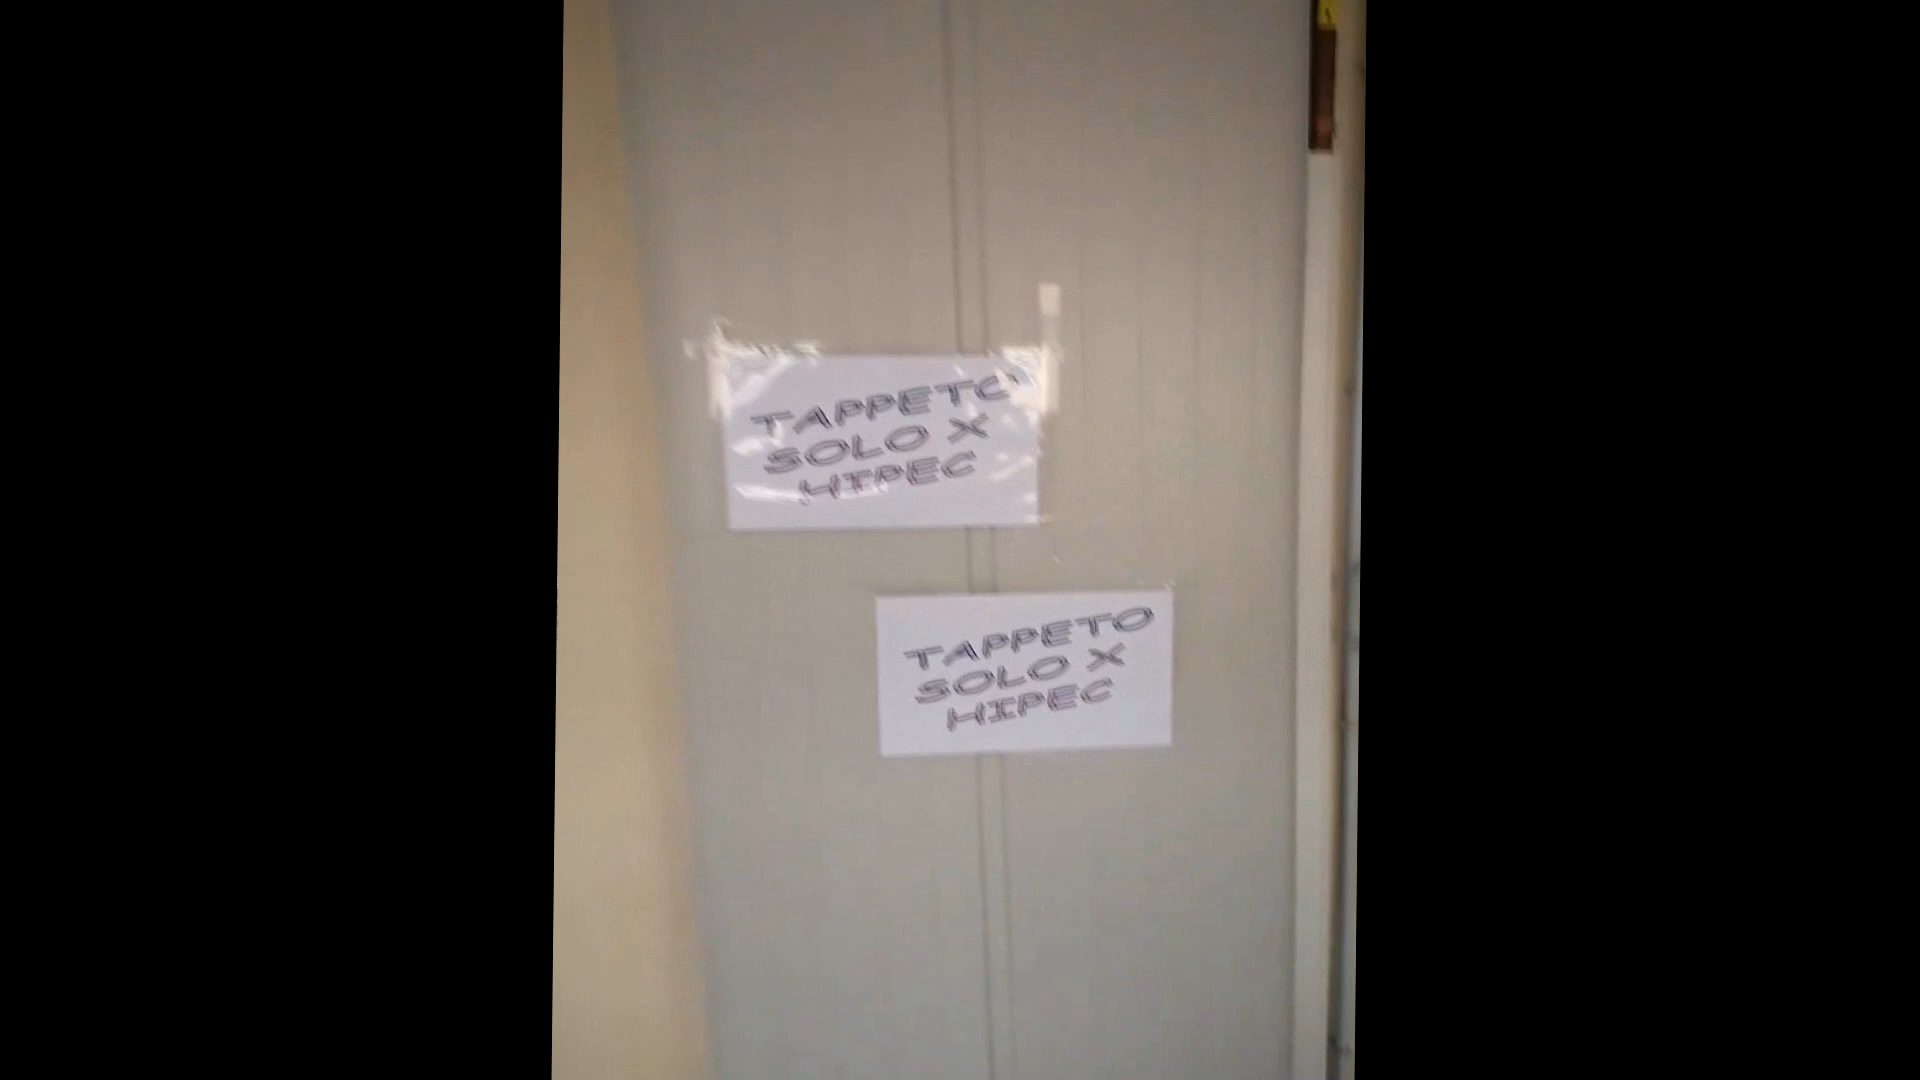 TAPPETO
SOLO X
HIPEC
TAPPETO
SOLO X
HIPEC